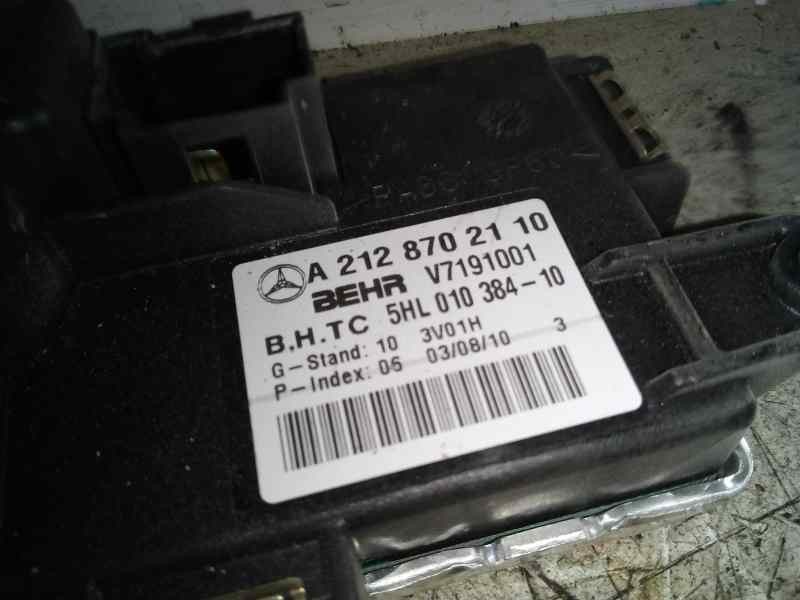 A 212 870 21 10
BEHR V7191001
B.H.TC 5HL 010 384-10
G-Stand: 10 3V01H
P-Index: 06 03/08/10 3